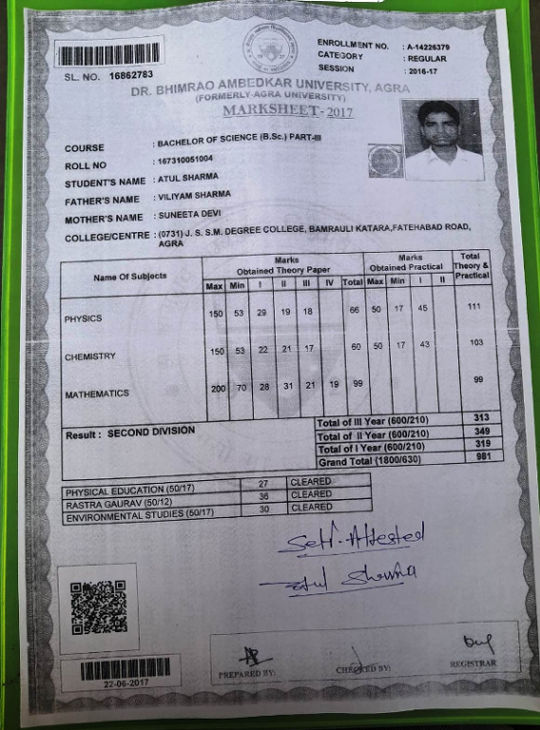 SL. NO. 16862783
ENROLLMENT NO. : A-14226379
CATEGORY : REGULAR
SESSION : 2016-17
DR. BHIMRAO AMBEDKAR UNIVERSITY, AGRA
(FORMERLY-AGRA UNIVERSITY)
MARKSHEET- 2017
COURSE : BACHELOR OF SCIENCE (B.Sc.) PART-III
ROLL NO : 167310051004
STUDENT'S NAME : ATUL SHARMA
FATHER'S NAME : VILIYAM SHARMA
MOTHER'S NAME : SUNEETA DEVI
COLLEGE/CENTRE : (0731) J. S. S.M. DEGREE COLLEGE, BAMRAULI KATARA,FATEHABAD ROAD,
AGRA
Name Of Subjects Marks Obtained Theory Paper Marks Obtained Practical Total Theory & Practical
Max Min I II III IV Total Max Min I II
PHYSICS 150 53 29 19 18 66 50 17 45 111
CHEMISTRY 150 53 22 21 17 60 50 17 43 103
MATHEMATICS 200 70 28 31 21 19 99 99
Result : SECOND DIVISION
Total of III Year (600/210) 313
Total of II Year (600/210) 349
Total of I Year (600/210) 319
Grand Total (1800/630) 981
PHYSICAL EDUCATION (50/17) 27 CLEARED
RASTRA GAURAV (50/12) 36 CLEARED
ENVIRONMENTAL STUDIES (50/17) 30 CLEARED
Self-Attested
Atul Sharma
22-06-2017
PREPARED BY:
CHECKED BY:
REGISTRAR